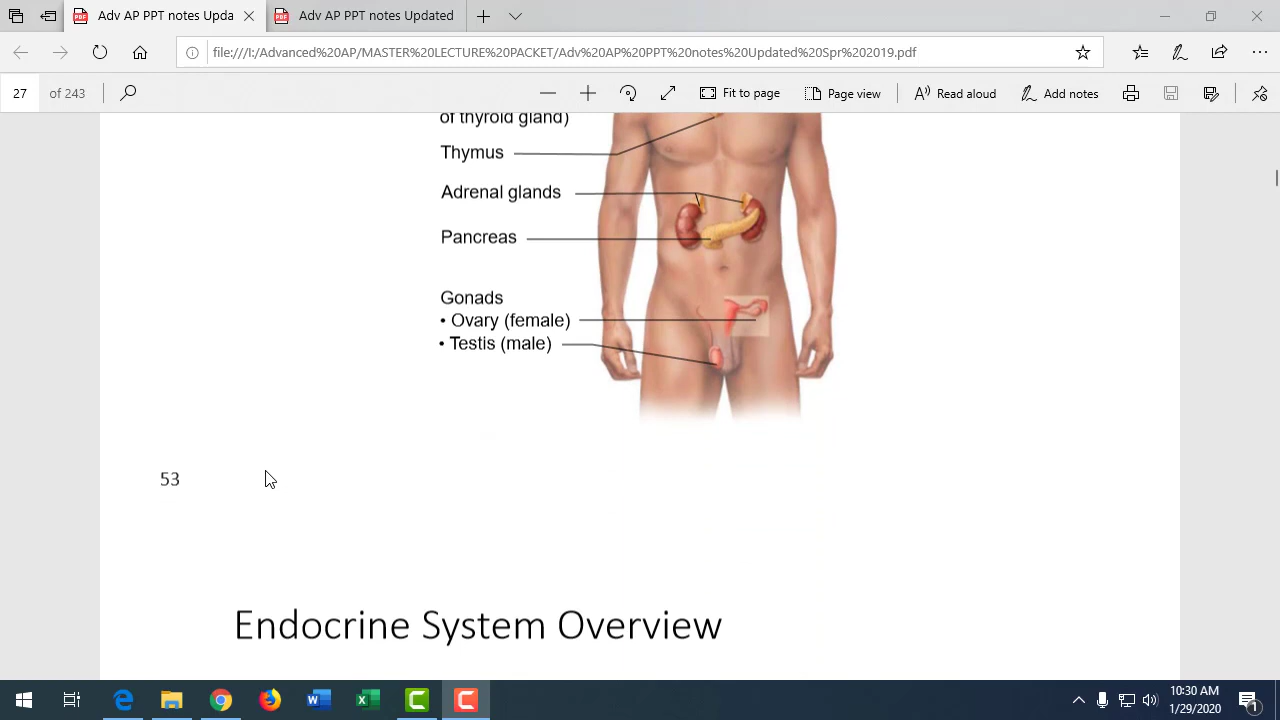 Adv AP PPT notes Updated
Adv AP PPT notes Updated
file:///I:/Advanced%20AP/MASTER%20LECTURE%20PACKET/Adv%20AP%20PPT%20notes%20Updated%20Spr%202019.pdf
27 of 243
Fit to page
Page view
Read aloud
Add notes
of thyroid gland)
Thymus
Adrenal glands
Pancreas
Gonads
• Ovary (female)
• Testis (male)
53
Endocrine System Overview
10:30 AM
1/29/2020